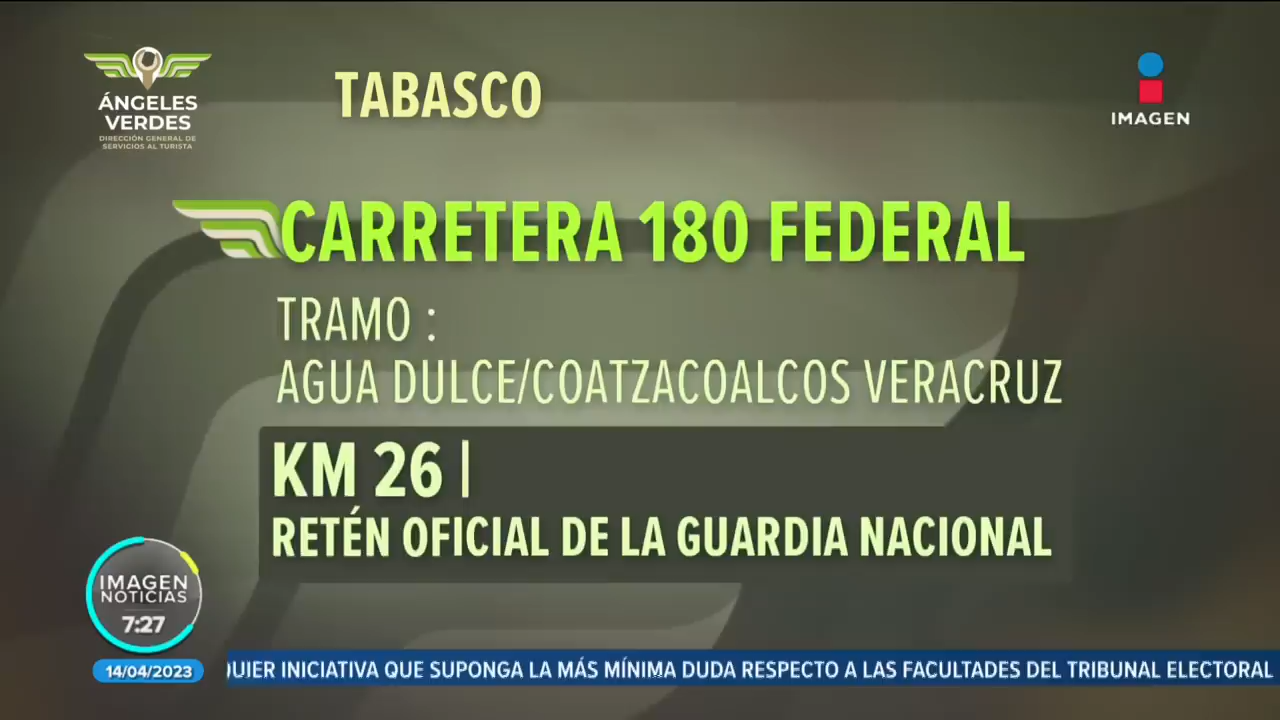 ÁNGELES
VERDES
DIRECCIÓN GENERAL DE
SERVICIOS AL TURISTA
TABASCO
IMAGEN
CARRETERA 180 FEDERAL
TRAMO :
AGUA DULCE/COATZACOALCOS VERACRUZ
KM 26 |
RETÉN OFICIAL DE LA GUARDIA NACIONAL
IMAGEN
NOTICIAS
7:27
14/04/2023
INICIATIVA QUE SUPONGA LA MÁS MÍNIMA DUDA RESPECTO A LAS FACULTADES DEL TRIBUNAL ELECTORAL